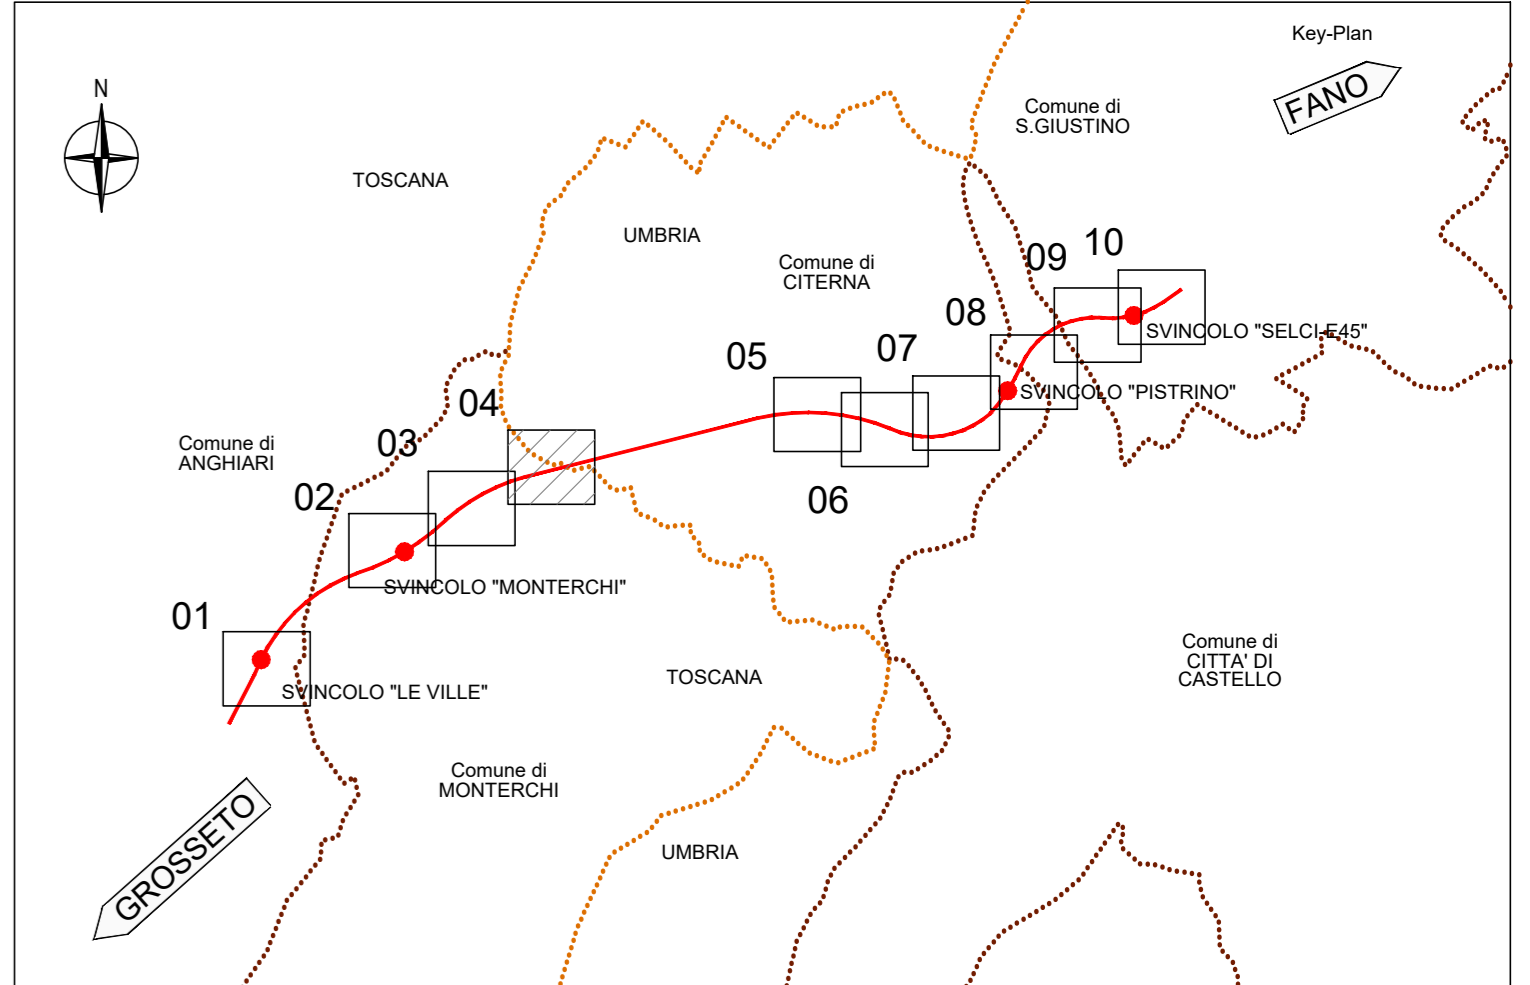 Key-Plan
FANO
N
Comune di
S.GIUSTINO
TOSCANA
UMBRIA
Comune di
CITERNA
10
09
08
SVINCOLO "SELCI-E45"
07
05
SVINCOLO "PISTRINO"
04
03
Comune di
ANGHIARI
02
06
SVINCOLO "MONTERCHI"
01
Comune di
CITTA' DI
CASTELLO
TOSCANA
SVINCOLO "LE VILLE"
Comune di
MONTERCHI
GROSSETO
UMBRIA